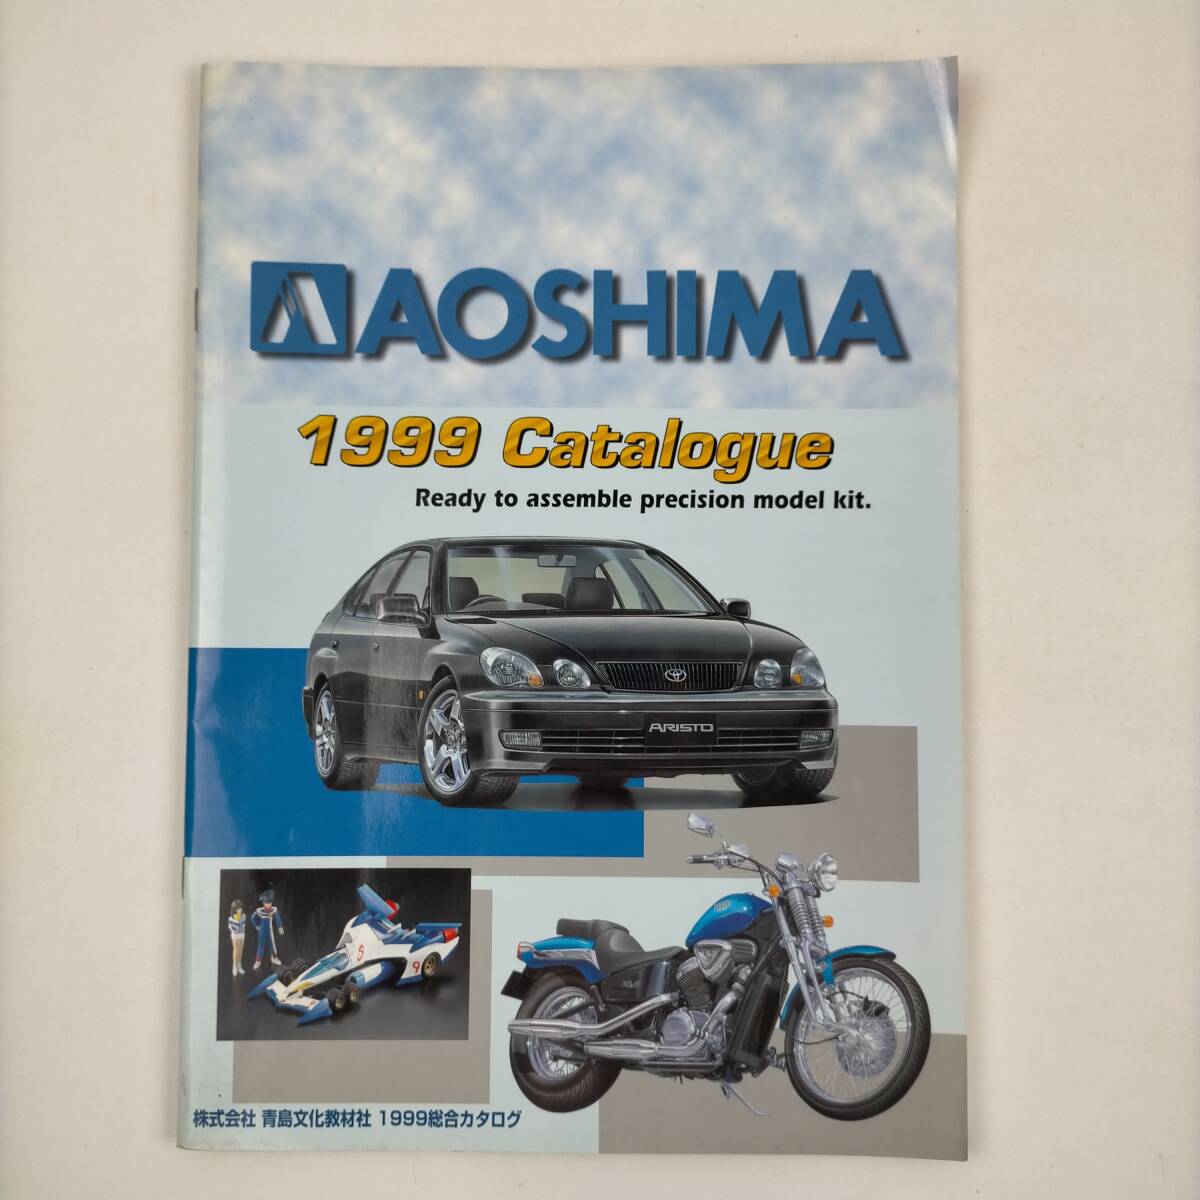 AOSHIMA
1999 Catalogue
Ready to assemble precision model kit.
ARISTO
9
株式会社 青島文化教材社 1999総合カタログ